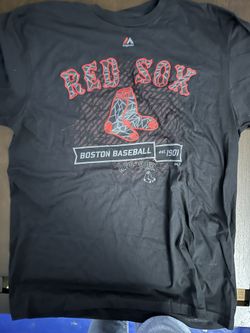 RED SOX
BOSTON BASEBALL est. 1901